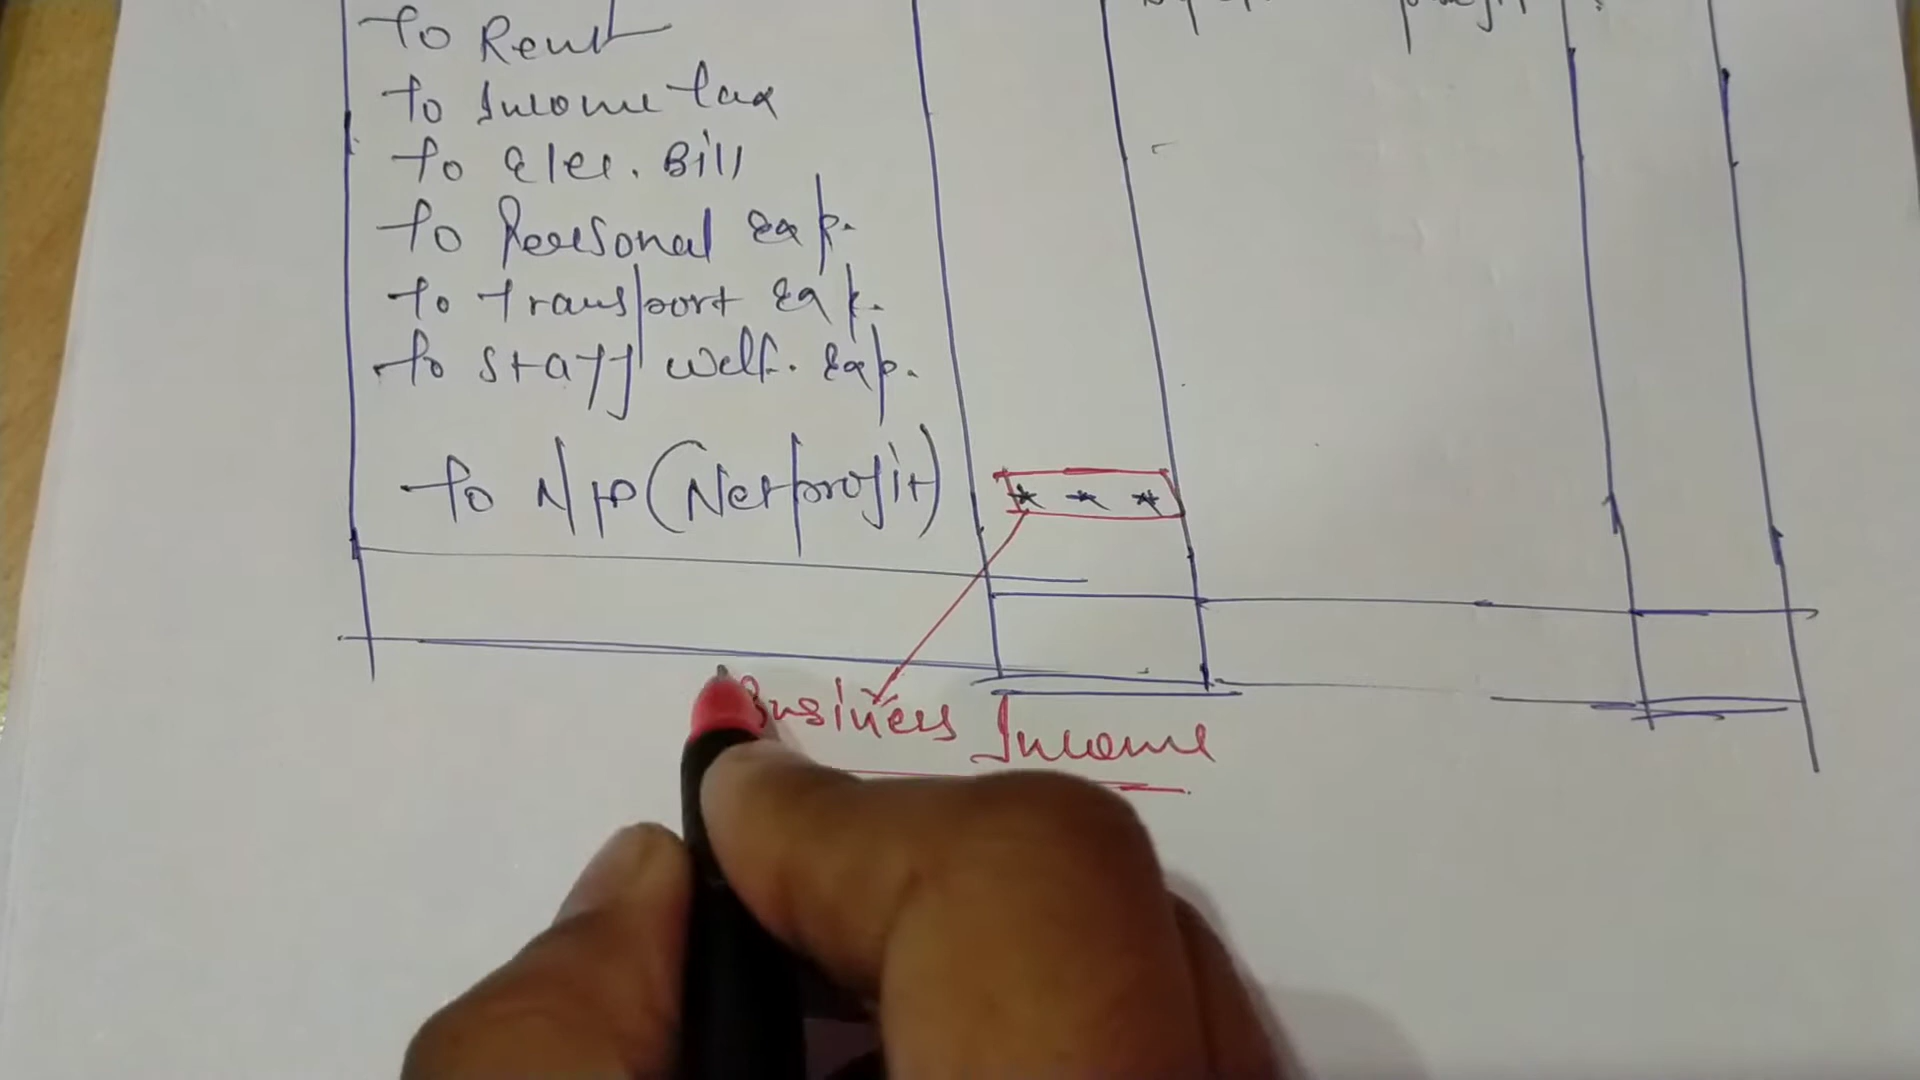 To Rent
To Income tax
To Elec. Bill
To Personal Exp.
To Transport Exp.
To Staff Welf. Exp.
To N/P (Net profit)
* * *
Business Income